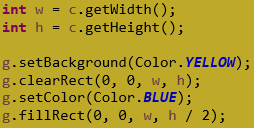 int w = c.getWidth();
int h = c.getHeight();

g.setBackground(Color.YELLOW);
g.clearRect(0, 0, w, h);
g.setColor(Color.BLUE);
g.fillRect(0, 0, w, h / 2);